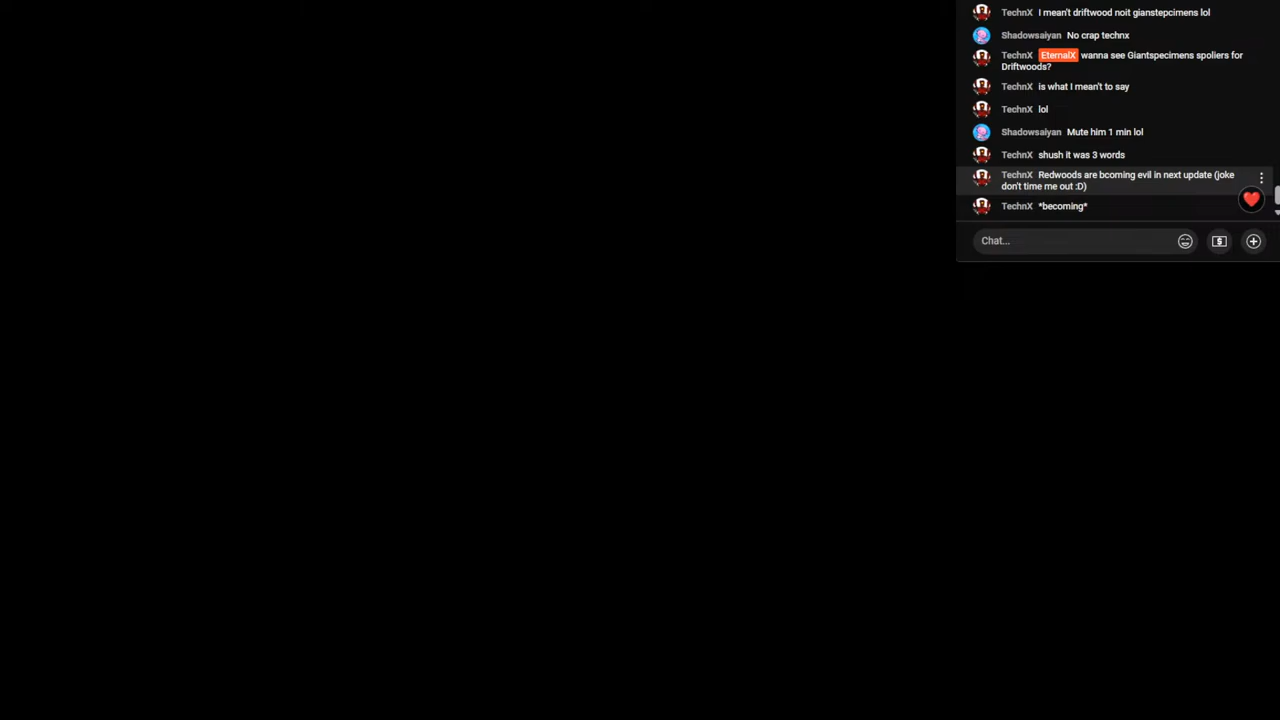 TechnX I mean't driftwood noit gianstepcimens lol
Shadowsaiyan No crap technx
TechnX EternalX wanna see Giantspecimens spoliers for
Driftwoods?
TechnX is what I mean't to say
TechnX lol
Shadowsaiyan Mute him 1 min lol
TechnX shush it was 3 words
TechnX Redwoods are bcoming evil in next update (joke
don't time me out :D)
TechnX *becoming*
Chat...